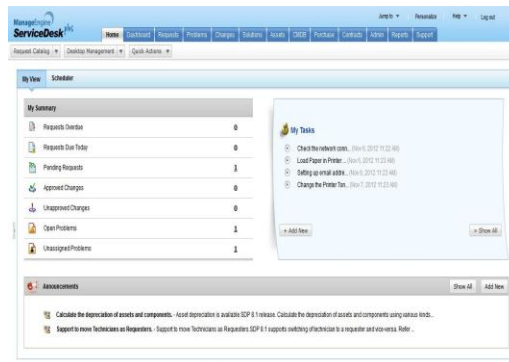 ManageEngine
ServiceDesk Plus
Jump to Personalize Help Log out
Home Dashboard Requests Problems Changes Solutions Assets CMDB Purchase Contracts Admin Reports Support
Request Catalog Desktop Management Quick Actions
My View Scheduler
My Summary
Requests Overdue 0
Requests Due Today 0
Pending Requests 1
Approved Changes 0
Unapproved Changes 0
Open Problems 1
Unassigned Problems 1
My Tasks
Check the network conn... (Nov 6, 2012 11:22 AM)
Load Paper in Printer ... (Nov 6, 2012 11:23 AM)
Setting up email addre... (Nov 6, 2012 11:23 AM)
Change the Printer Ton... (Nov 7, 2012 11:23 AM)
+ Add New » Show All
Announcements Show All Add New
Calculate the depreciation of assets and components. - Asset depreciation is available SDP 8.1 release. Calculate the depreciation of assets and components using various kinds...
Support to move Technicians as Requesters. - Support to move Technicians as Requesters.SDP 8.1 supports switching of technician to a requester and vice-versa. Refer ...